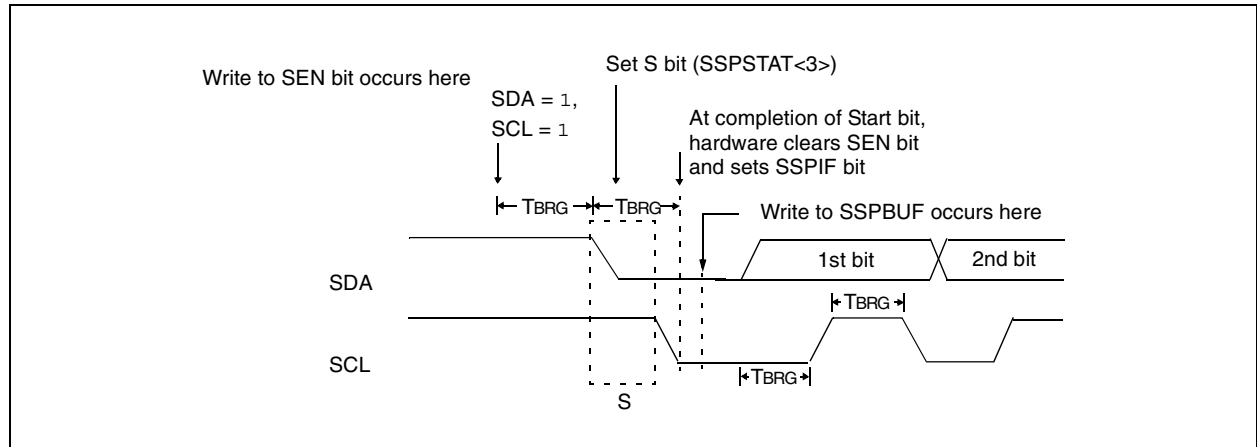 Write to SEN bit occurs here
Set S bit (SSPSTAT<3>)
SDA = 1,
SCL = 1
At completion of Start bit,
hardware clears SEN bit
and sets SSPIF bit
TBRG
TBRG
Write to SSPBUF occurs here
SDA
1st bit
2nd bit
TBRG
SCL
TBRG
S